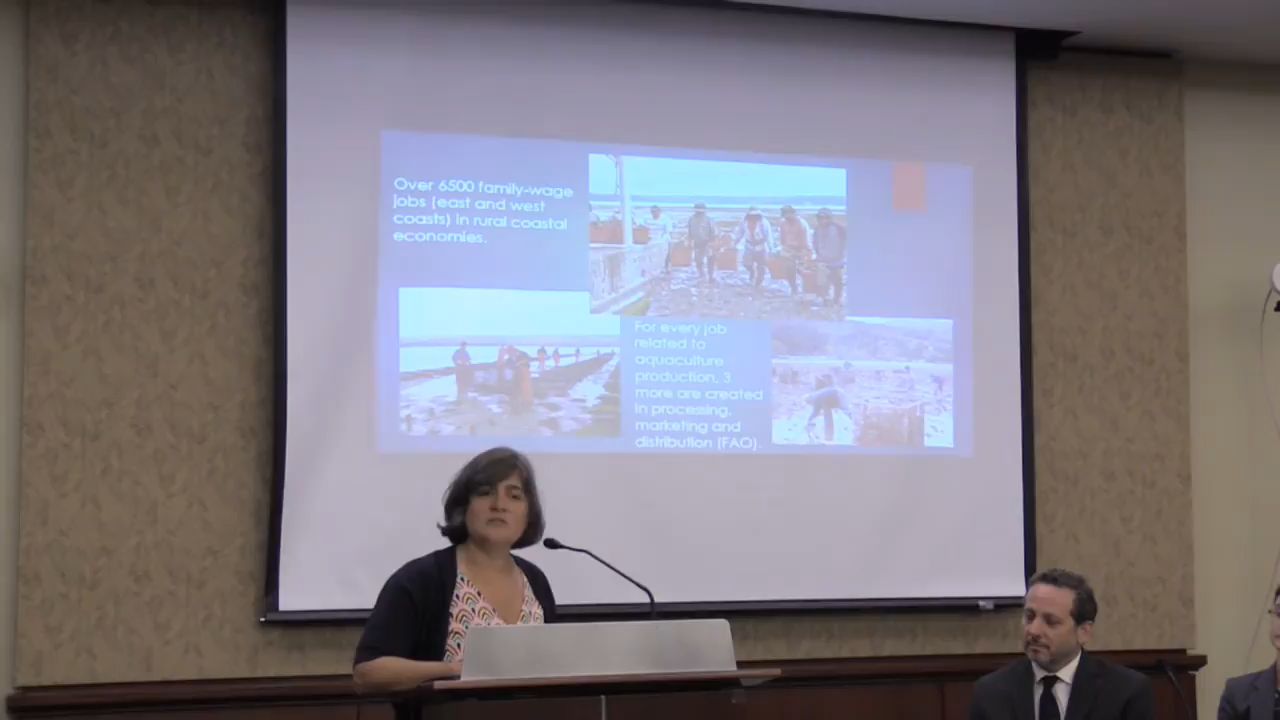 Over 6500 family-wage
jobs (east and west
coasts) in rural coastal
economies.
For every job
related to
aquaculture
production, 3
more are created
in processing,
marketing and
distribution (FAO).